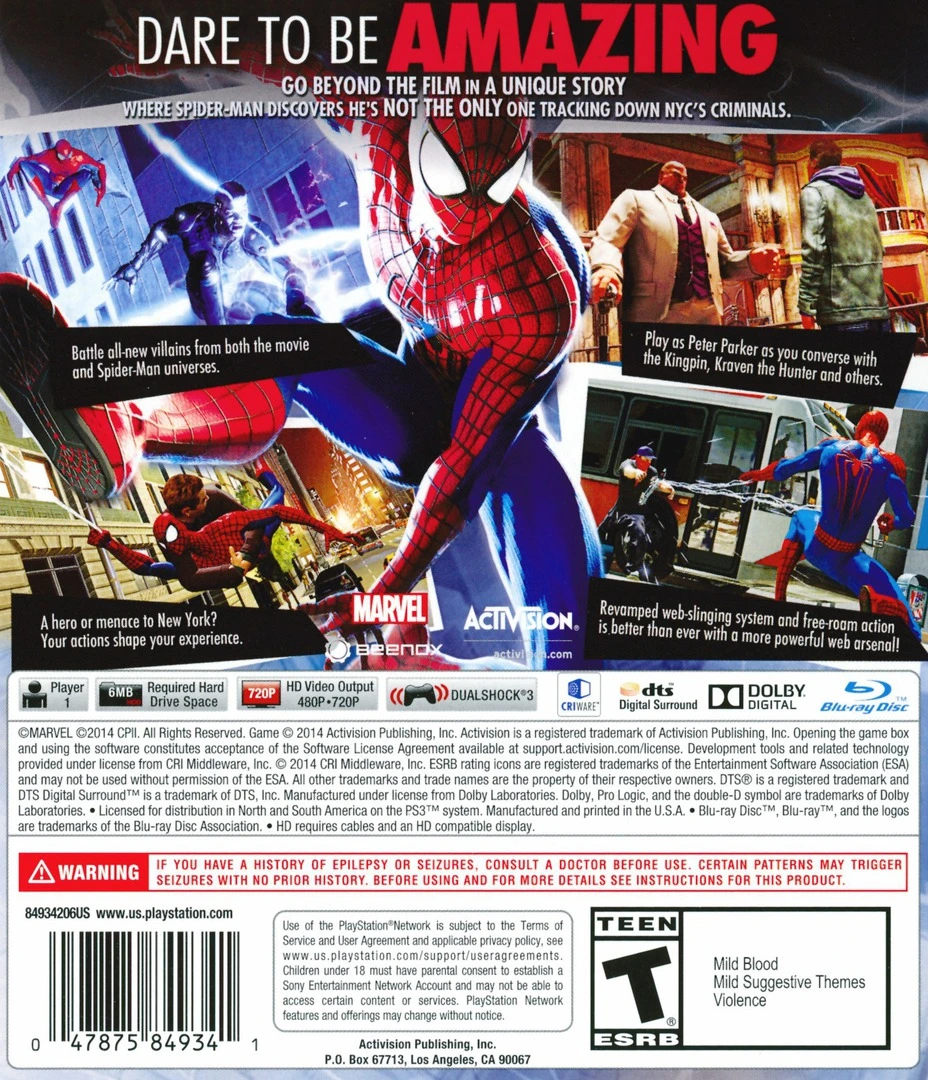 DARE TO BE AMAZING
GO BEYOND THE FILM IN A UNIQUE STORY
WHERE SPIDER-MAN DISCOVERS HE'S NOT THE ONLY ONE TRACKING DOWN NYC'S CRIMINALS.
Battle all-new villains from both the movie
and Spider-Man universes.
Play as Peter Parker as you converse with
the Kingpin, Kraven the Hunter and others.
A hero or menace to New York?
Your actions shape your experience.
Revamped web-slinging system and free-roam action
is better than ever with a more powerful web arsenal!
MARVEL
ACTIVISION®
BEENOX
Player
1
6MB
Required Hard
Drive Space
720P
HD Video Output
480P•720P
DUALSHOCK®3
CRIWARE™
dts™
Digital Surround
DOLBY®
DIGITAL
Blu-ray Disc™
©MARVEL ©2014 CPII. All Rights Reserved. Game © 2014 Activision Publishing, Inc. Activision is a registered trademark of Activision Publishing, Inc. Opening the game box
and using the software constitutes acceptance of the Software License Agreement available at support.activision.com/license. Development tools and related technology
provided under license from CRI Middleware, Inc. © 2014 CRI Middleware, Inc. ESRB rating icons are registered trademarks of the Entertainment Software Association (ESA)
and may not be used without permission of the ESA. All other trademarks and trade names are the property of their respective owners. DTS® is a registered trademark and
DTS Digital Surround™ is a trademark of DTS, Inc. Manufactured under license from Dolby Laboratories. Dolby, Pro Logic, and the double-D symbol are trademarks of Dolby
Laboratories. • Licensed for distribution in North and South America on the PS3™ system. Manufactured and printed in the U.S.A. • Blu-ray Disc™, Blu-ray™, and the logos
are trademarks of the Blu-ray Disc Association. • HD requires cables and an HD compatible display.
WARNING
IF YOU HAVE A HISTORY OF EPILEPSY OR SEIZURES, CONSULT A DOCTOR BEFORE USE. CERTAIN PATTERNS MAY TRIGGER
SEIZURES WITH NO PRIOR HISTORY. BEFORE USING AND FOR MORE DETAILS SEE INSTRUCTIONS FOR THIS PRODUCT.
84934206US www.us.playstation.com
0 47875 84934 1
Use of the PlayStation®Network is subject to the Terms of
Service and User Agreement and applicable privacy policy, see
www.us.playstation.com/support/useragreements.
Children under 18 must have parental consent to establish a
Sony Entertainment Network Account and may not be able to
access certain content or services. PlayStation Network
features and offerings may change without notice.
Activision Publishing, Inc.
P.O. Box 67713, Los Angeles, CA 90067
TEEN
T
®
ESRB
Mild Blood
Mild Suggestive Themes
Violence